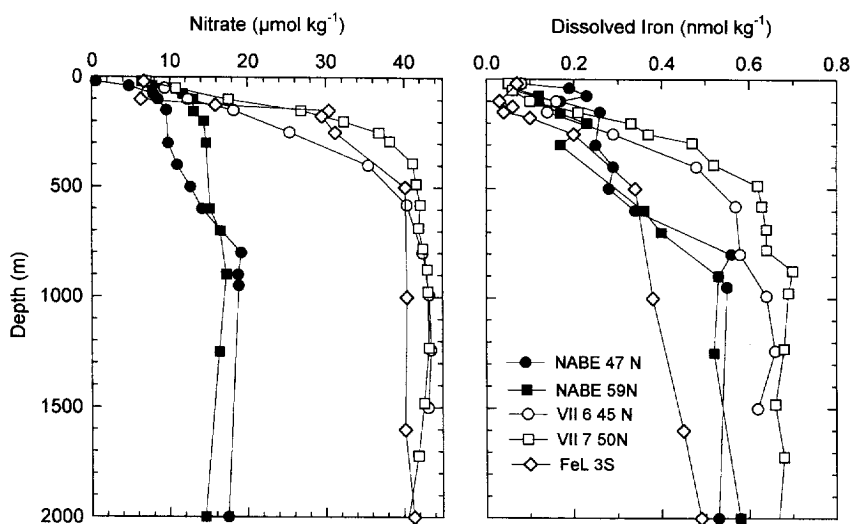 Nitrate (µmol kg-1)
0 10 20 30 40
Dissolved Iron (nmol kg-1)
0.0 0.2 0.4 0.6 0.8
Depth (m)
0
500
1000
1500
2000
NABE 47 N
NABE 59N
VII 6 45 N
VII 7 50N
FeL 3S